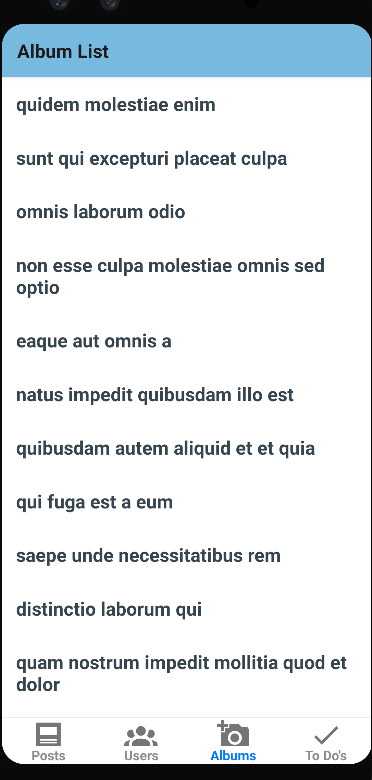 Album List
quidem molestiae enim
sunt qui excepturi placeat culpa
omnis laborum odio
non esse culpa molestiae omnis sed
optio
eaque aut omnis a
natus impedit quibusdam illo est
quibusdam autem aliquid et et quia
qui fuga est a eum
saepe unde necessitatibus rem
distinctio laborum qui
quam nostrum impedit mollitia quod et
dolor
Posts Users Albums To Do's